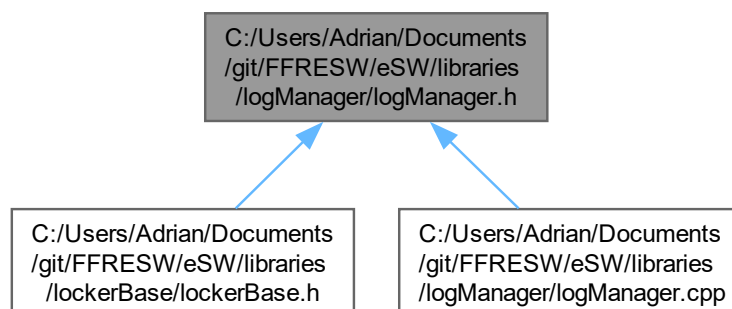 C:/Users/Adrian/Documents
/git/FFRESW/eSW/libraries
/logManager/logManager.h
C:/Users/Adrian/Documents
/git/FFRESW/eSW/libraries
/lockerBase/lockerBase.h
C:/Users/Adrian/Documents
/git/FFRESW/eSW/libraries
/logManager/logManager.cpp